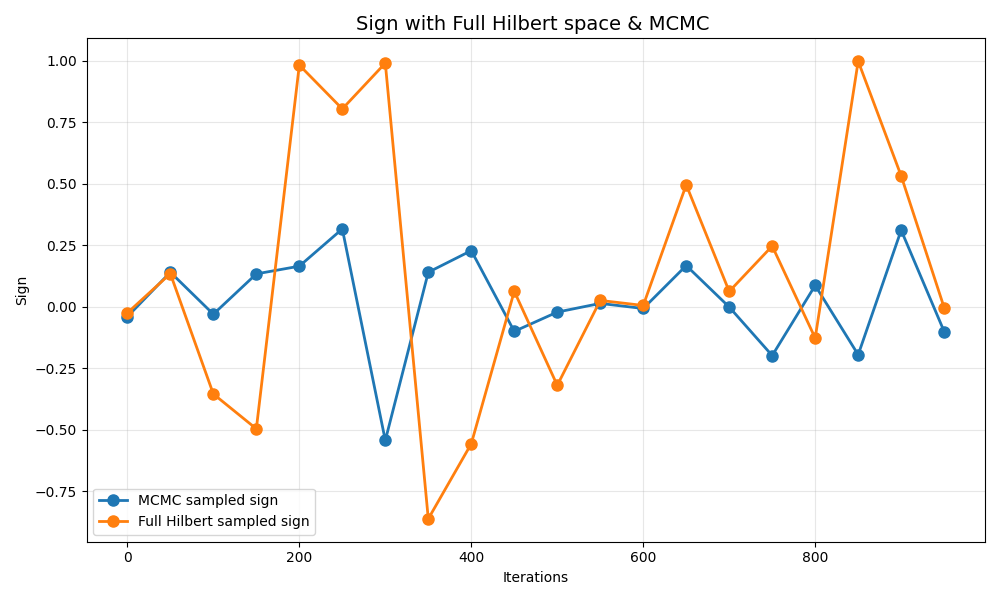 Sign with Full Hilbert space & MCMC
1.00
0.75
0.50
0.25
0.00
−0.25
−0.50
−0.75
Sign
MCMC sampled sign
Full Hilbert sampled sign
0 200 400 600 800
Iterations